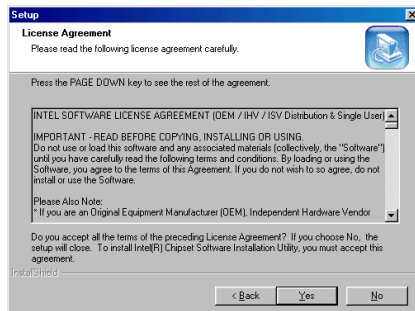 Setup
License Agreement
Please read the following license agreement carefully.
Press the PAGE DOWN key to see the rest of the agreement.
INTEL SOFTWARE LICENSE AGREEMENT (OEM / IHV / ISV Distribution & Single User)
IMPORTANT - READ BEFORE COPYING, INSTALLING OR USING.
Do not use or load this software and any associated materials (collectively, the "Software")
until you have carefully read the following terms and conditions. By loading or using the
Software, you agree to the terms of this Agreement. If you do not wish to so agree, do not
install or use the Software.
Please Also Note:
* If you are an Original Equipment Manufacturer (OEM), Independent Hardware Vendor
Do you accept all the terms of the preceding License Agreement? If you choose No, the
setup will close. To install Intel(R) Chipset Software Installation Utility, you must accept this
agreement.
InstallShield
< Back
Yes
No